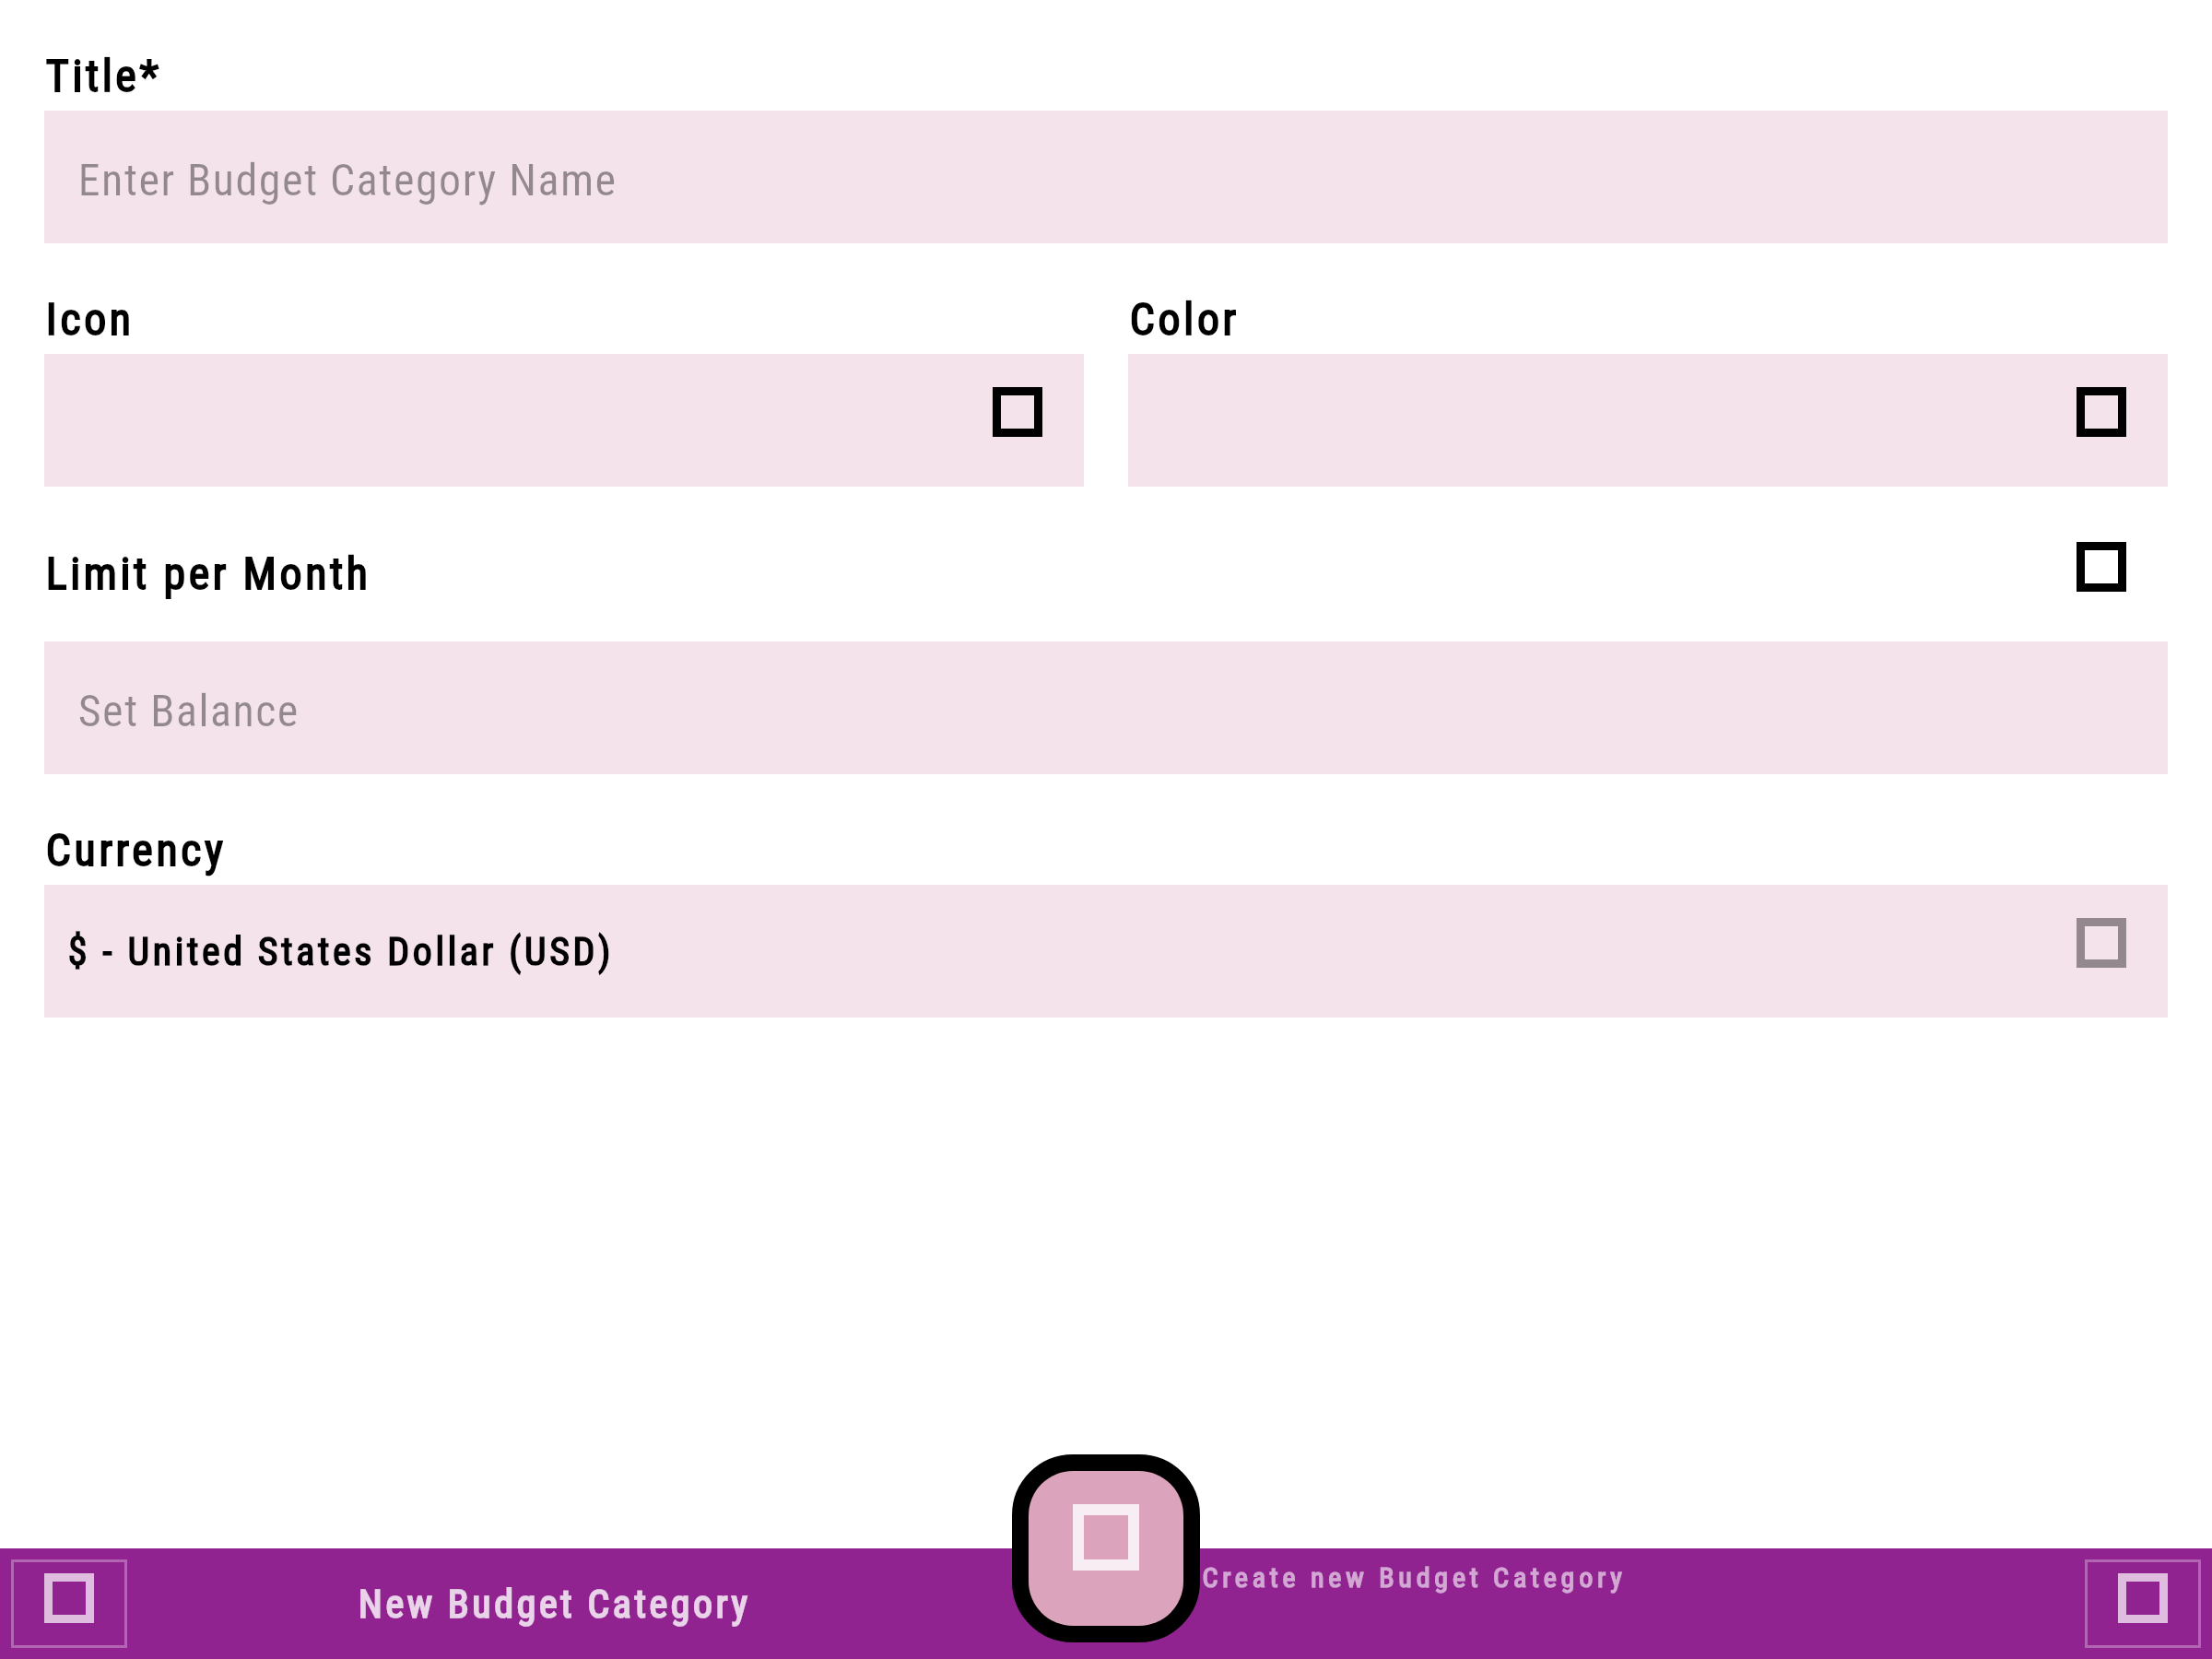 Title*
Enter Budget Category Name
Icon
Color
Limit per Month
Set Balance
Currency
$ - United States Dollar (USD)
New Budget Category
Create new Budget Category